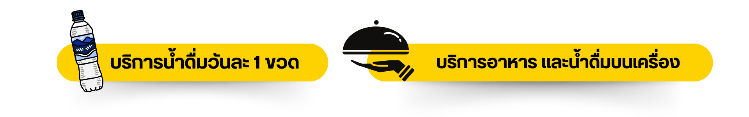 บริการน้ำดื่มวันละ 1 ขวด
บริการอาหาร และน้ำดื่มบนเครื่อง